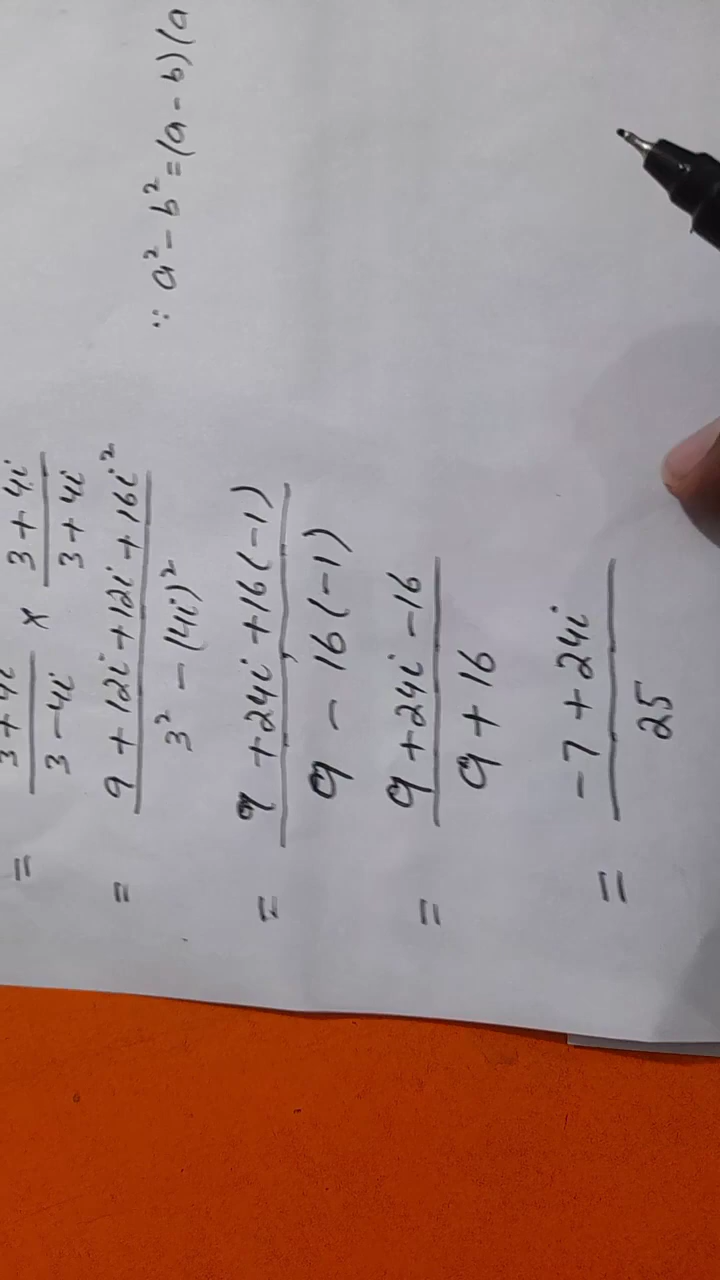 = 3 + 4i / 3 - 4i × 3 + 4i / 3 + 4i
= 9 + 12i + 12i + 16i² / 3² - (4i)² ∵ a² - b² = (a - b)(a
= 9 + 24i + 16(-1) / 9 - 16(-1)
= 9 + 24i - 16 / 9 + 16
= -7 + 24i / 25